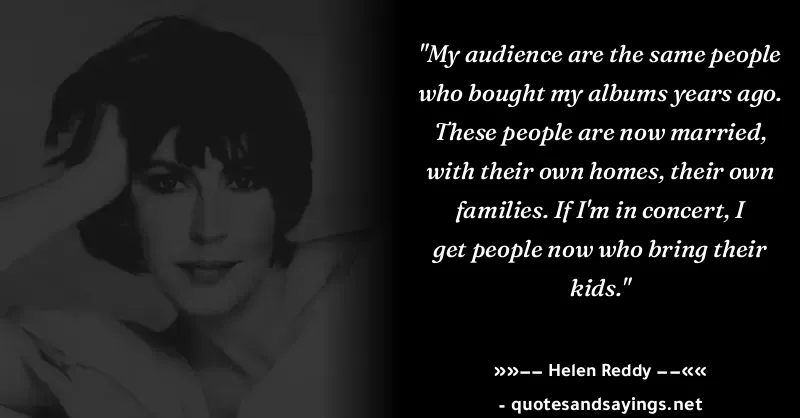 "My audience are the same people
who bought my albums years ago.
These people are now married,
with their own homes, their own
families. If I'm in concert, I
get people now who bring their
kids."
»»−− Helen Reddy −−««
- quotesandsayings.net